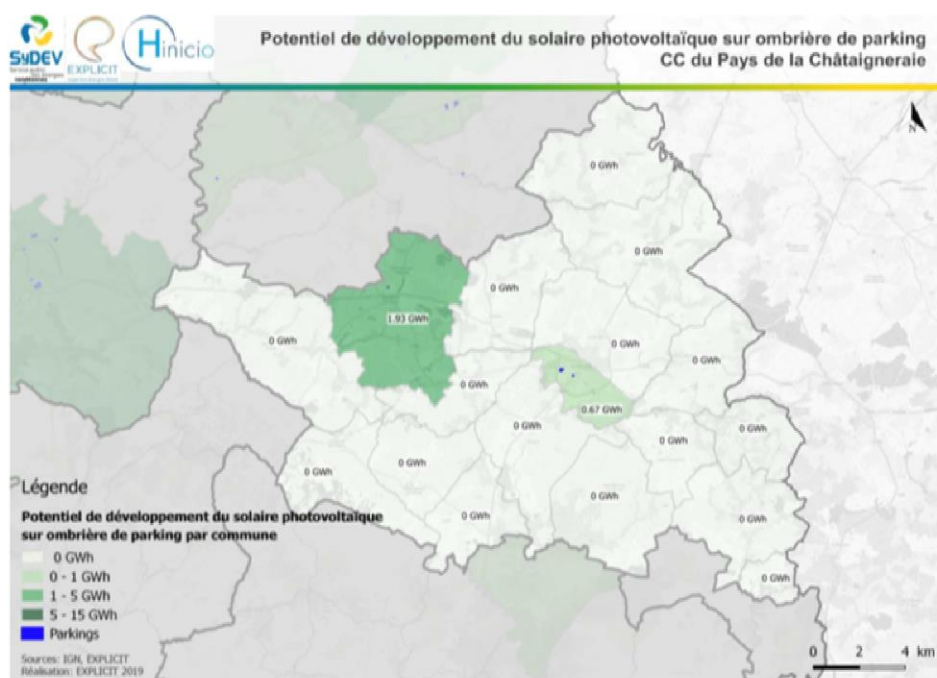 SyDEV
EXPLICIT
Hinicio
Potentiel de développement du solaire photovoltaïque sur ombrière de parking
CC du Pays de la Châtaigneraie
N
0 GWh
0 GWh
0 GWh
1.93 GWh
0 GWh
0 GWh
0 GWh
0 GWh
0.67 GWh
0 GWh
0 GWh
0 GWh
0 GWh
0 GWh
0 GWh
0 GWh
0 GWh
0 GWh
0 GWh
Légende
Potentiel de développement du solaire photovoltaïque
sur ombrière de parking par commune
0 GWh
0 - 1 GWh
1 - 5 GWh
5 - 15 GWh
Parkings
Sources: IGN, EXPLICIT
Réalisation: EXPLICIT 2019
0 2 4 km